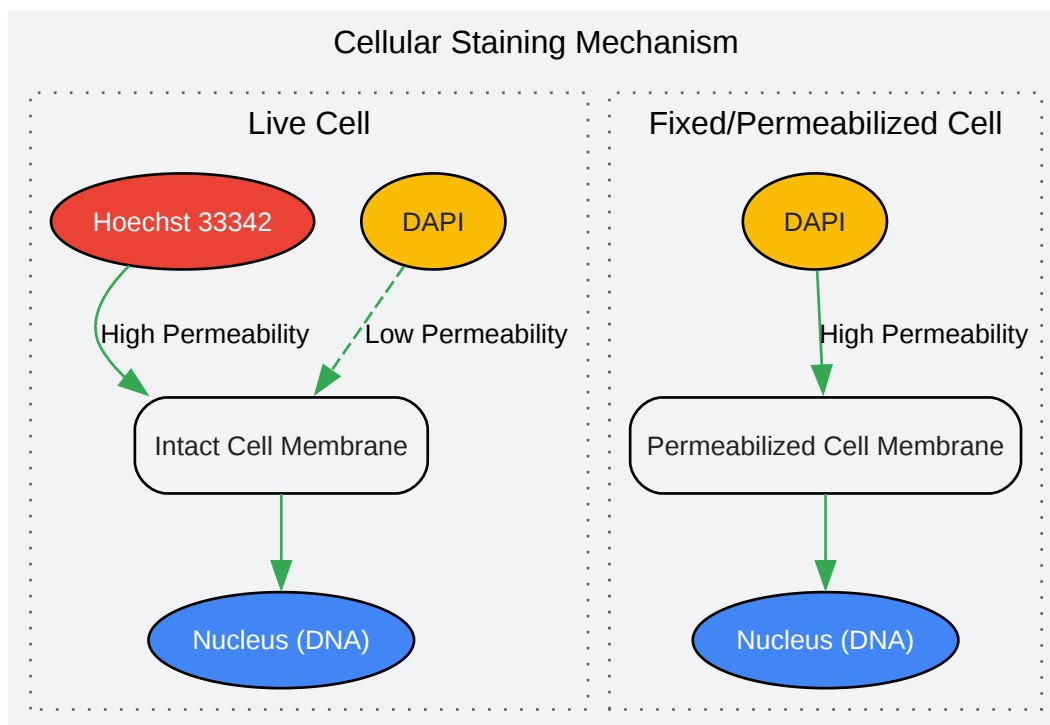 Cellular Staining Mechanism
Live Cell
Hoechst 33342
DAPI
High Permeability
Low Permeability
Intact Cell Membrane
Nucleus (DNA)
Fixed/Permeabilized Cell
DAPI
High Permeability
Permeabilized Cell Membrane
Nucleus (DNA)